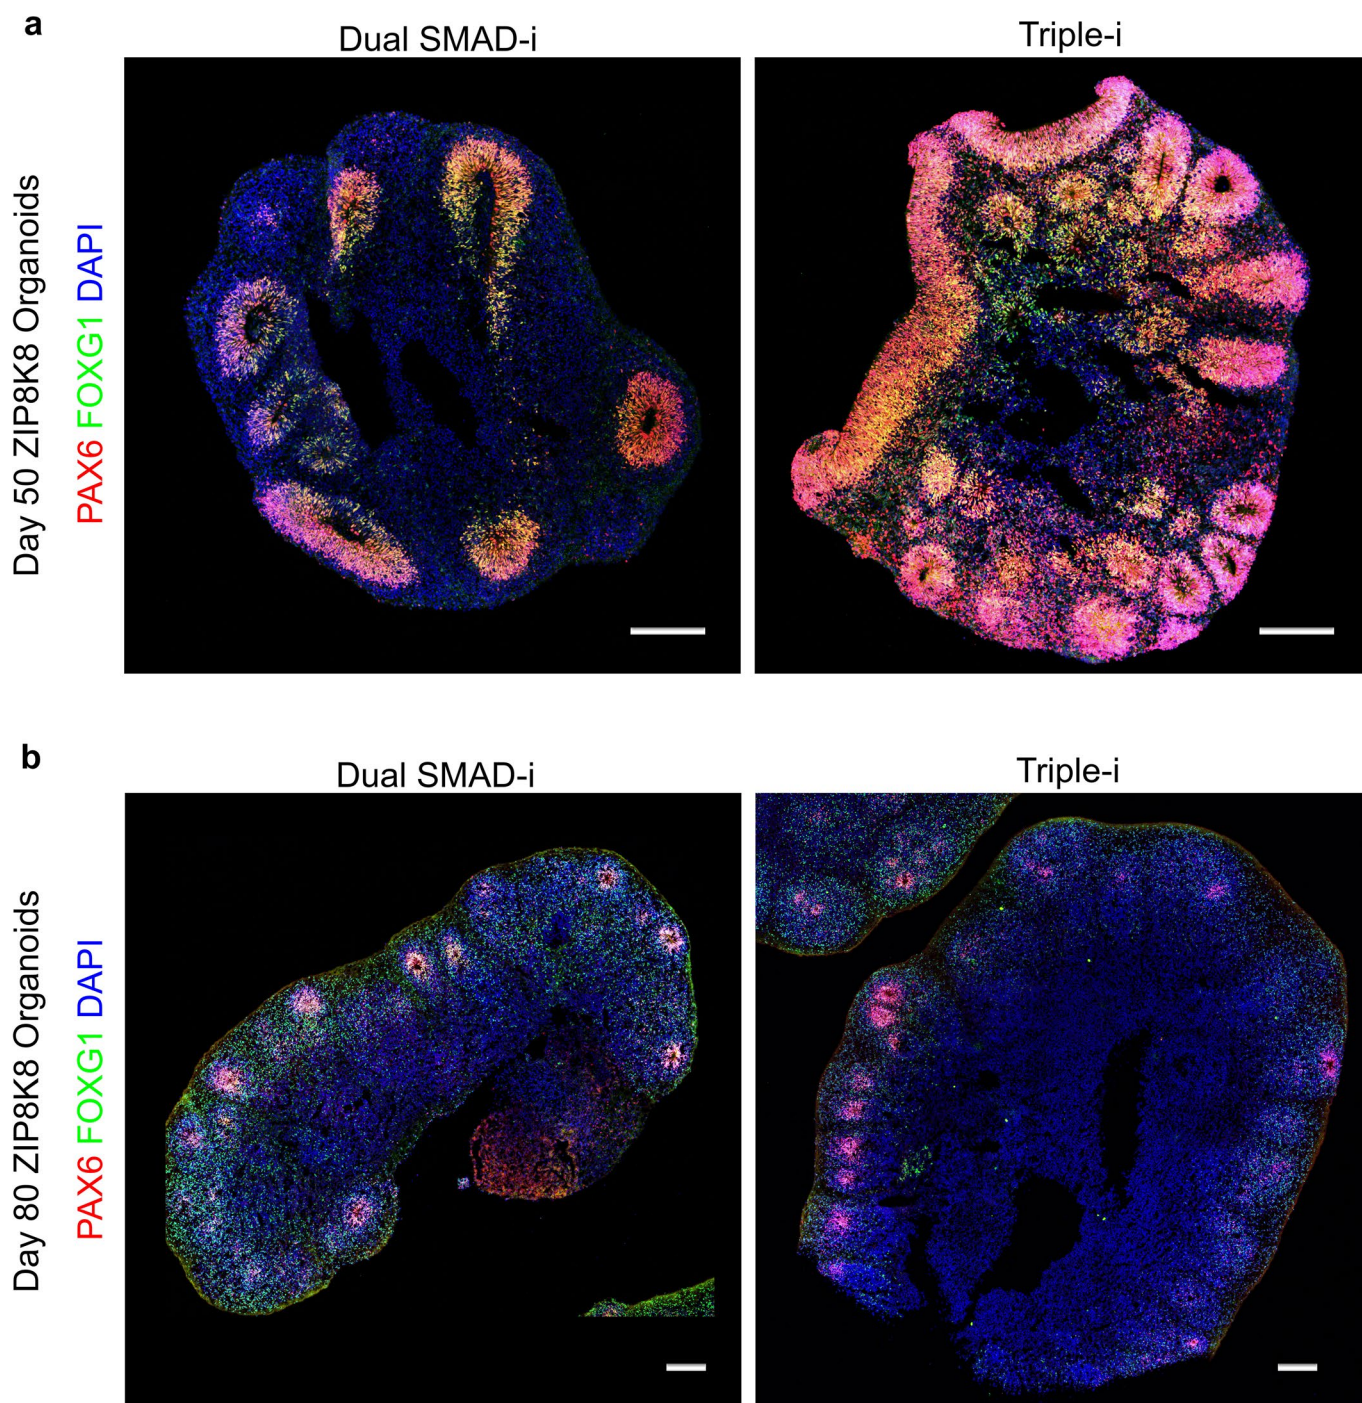 a
Dual SMAD-i
Triple-i
Day 50 ZIP8K8 Organoids
PAX6 FOXG1 DAPI
b
Dual SMAD-i
Triple-i
Day 80 ZIP8K8 Organoids
PAX6 FOXG1 DAPI